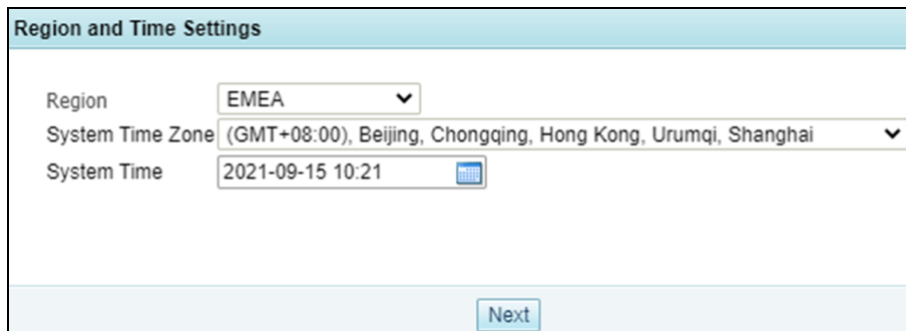 Region and Time Settings
Region EMEA
System Time Zone (GMT+08:00), Beijing, Chongqing, Hong Kong, Urumqi, Shanghai
System Time 2021-09-15 10:21
Next